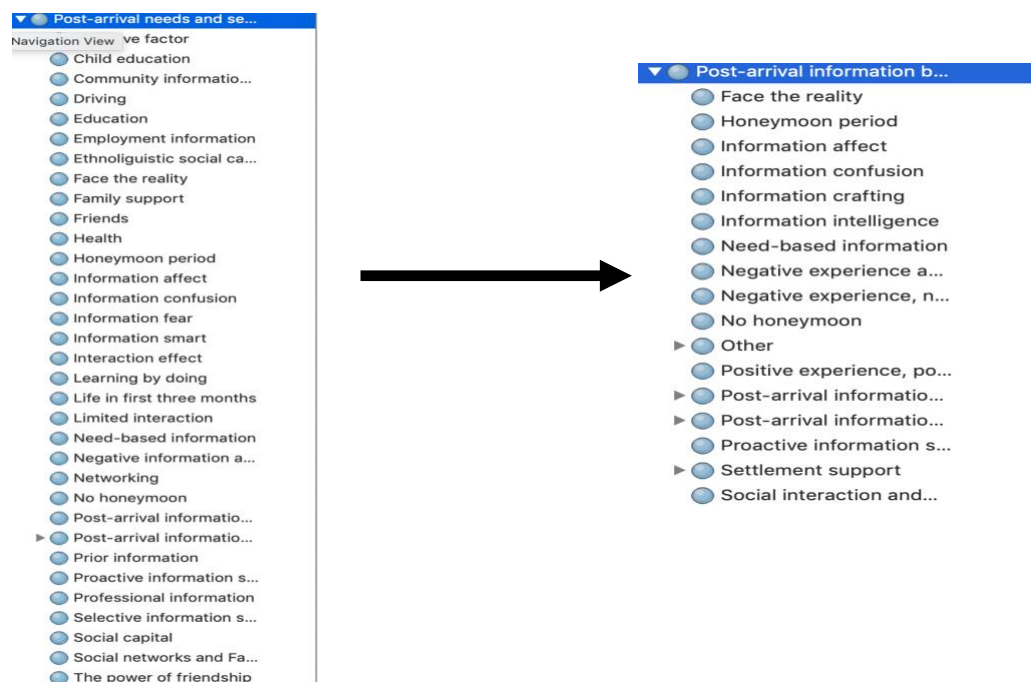 Post-arrival needs and se...
Navigation View
ve factor
Child education
Community informatio...
Driving
Education
Employment information
Ethnoliguistic social ca...
Face the reality
Family support
Friends
Health
Honeymoon period
Information affect
Information confusion
Information fear
Information smart
Interaction effect
Learning by doing
Life in first three months
Limited interaction
Need-based information
Negative information a...
Networking
No honeymoon
Post-arrival informatio...
Post-arrival informatio...
Prior information
Proactive information s...
Professional information
Selective information s...
Social capital
Social networks and Fa...
The power of friendship
Post-arrival information b...
Face the reality
Honeymoon period
Information affect
Information confusion
Information crafting
Information intelligence
Need-based information
Negative experience a...
Negative experience, n...
No honeymoon
Other
Positive experience, po...
Post-arrival informatio...
Post-arrival informatio...
Proactive information s...
Settlement support
Social interaction and...